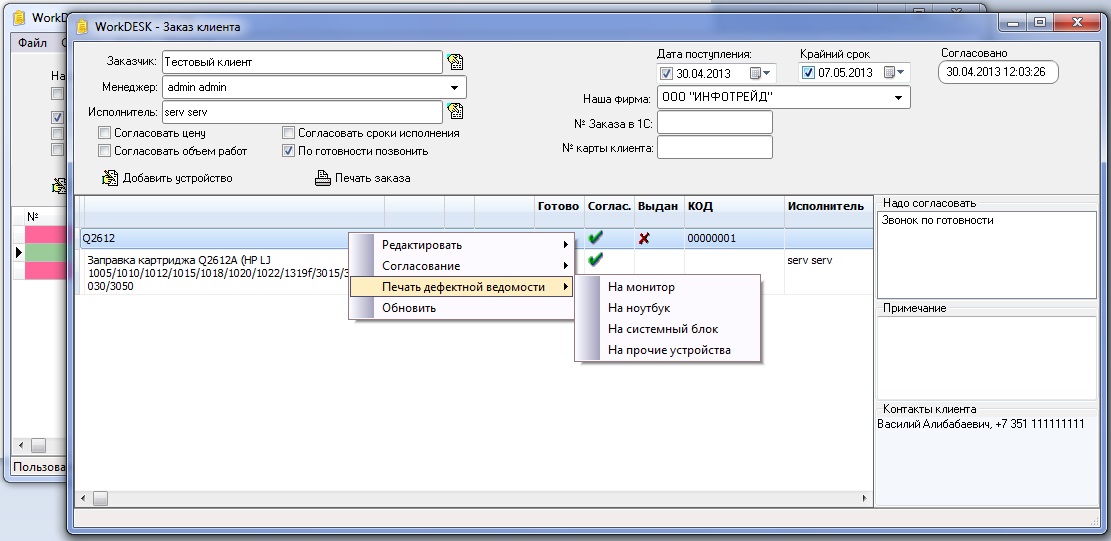 WorkDE
WorkDESK - Заказ клиента
Файл
На
Заказчик:
Тестовый клиент
Менеджер:
admin admin
Исполнитель:
serv serv
Согласовать цену
Согласовать сроки исполнения
Согласовать объем работ
По готовности позвонить
Дата поступления:
30.04.2013
Крайний срок
07.05.2013
Согласовано
30.04.2013 12:03:26
Наша фирма:
ООО "ИНФОТРЕЙД"
№ Заказа в 1С:
№ карты клиента:
Добавить устройство
Печать заказа
№
Готово Соглас. Выдан КОД Исполнитель
Q2612
00000001
Заправка картриджа Q2612A (HP LJ
1005/1010/1012/1015/1018/1020/1022/1319f/3015/3
030/3050
serv serv
Редактировать
Согласование
Печать дефектной ведомости
Обновить
На монитор
На ноутбук
На системный блок
На прочие устройства
Надо согласовать
Звонок по готовности
Примечание
Контакты клиента
Василий Алибабаевич, +7 351 111111111
Пользова